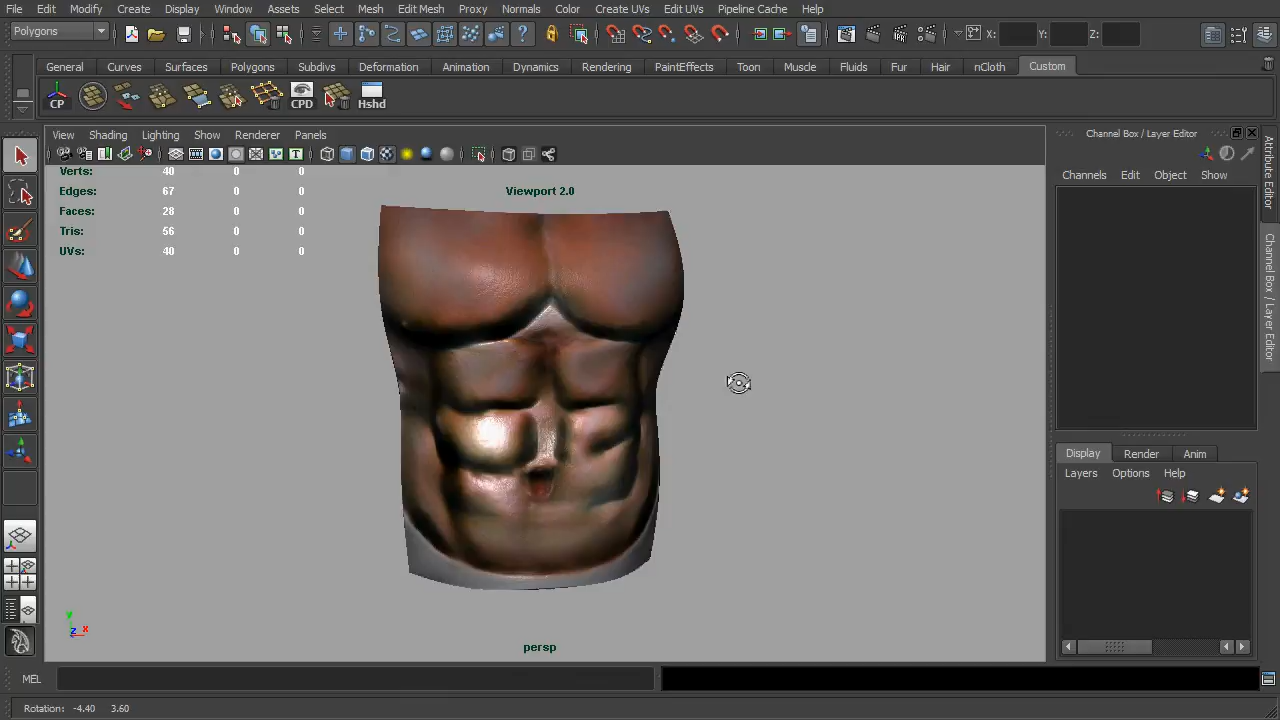 File Edit Modify Create Display Window Assets Select Mesh Edit Mesh Proxy Normals Color Create UVs Edit UVs Pipeline Cache Help
Polygons X: Y: Z:
General Curves Surfaces Polygons Subdivs Deformation Animation Dynamics Rendering PaintEffects Toon Muscle Fluids Fur Hair nCloth Custom
CP CPD Hshd
View Shading Lighting Show Renderer Panels
Channel Box / Layer Editor
Channels Edit Object Show
Verts: 40 0 0
Edges: 67 0 0
Faces: 28 0 0
Tris: 56 0 0
UVs: 40 0 0
Viewport 2.0
Attribute Editor
Channel Box / Layer Editor
Display Render Anim
Layers Options Help
y
z x
persp
MEL
Rotation: -4.40 3.60